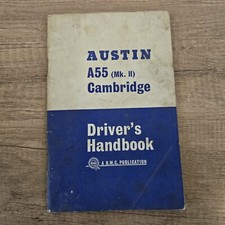 AUSTIN
A55 (Mk. II)
Cambridge
Driver's
Handbook
A B.M.C. PUBLICATION